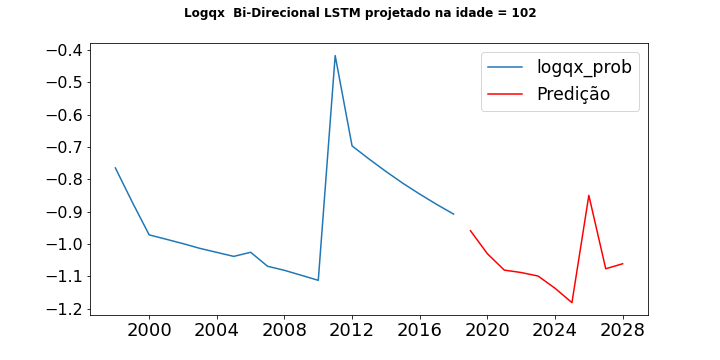 Logqx  Bi-Direcional LSTM projetado na idade = 102
logqx_prob
Predição
−0.4
−0.5
−0.6
−0.7
−0.8
−0.9
−1.0
−1.1
−1.2
2000 2004 2008 2012 2016 2020 2024 2028